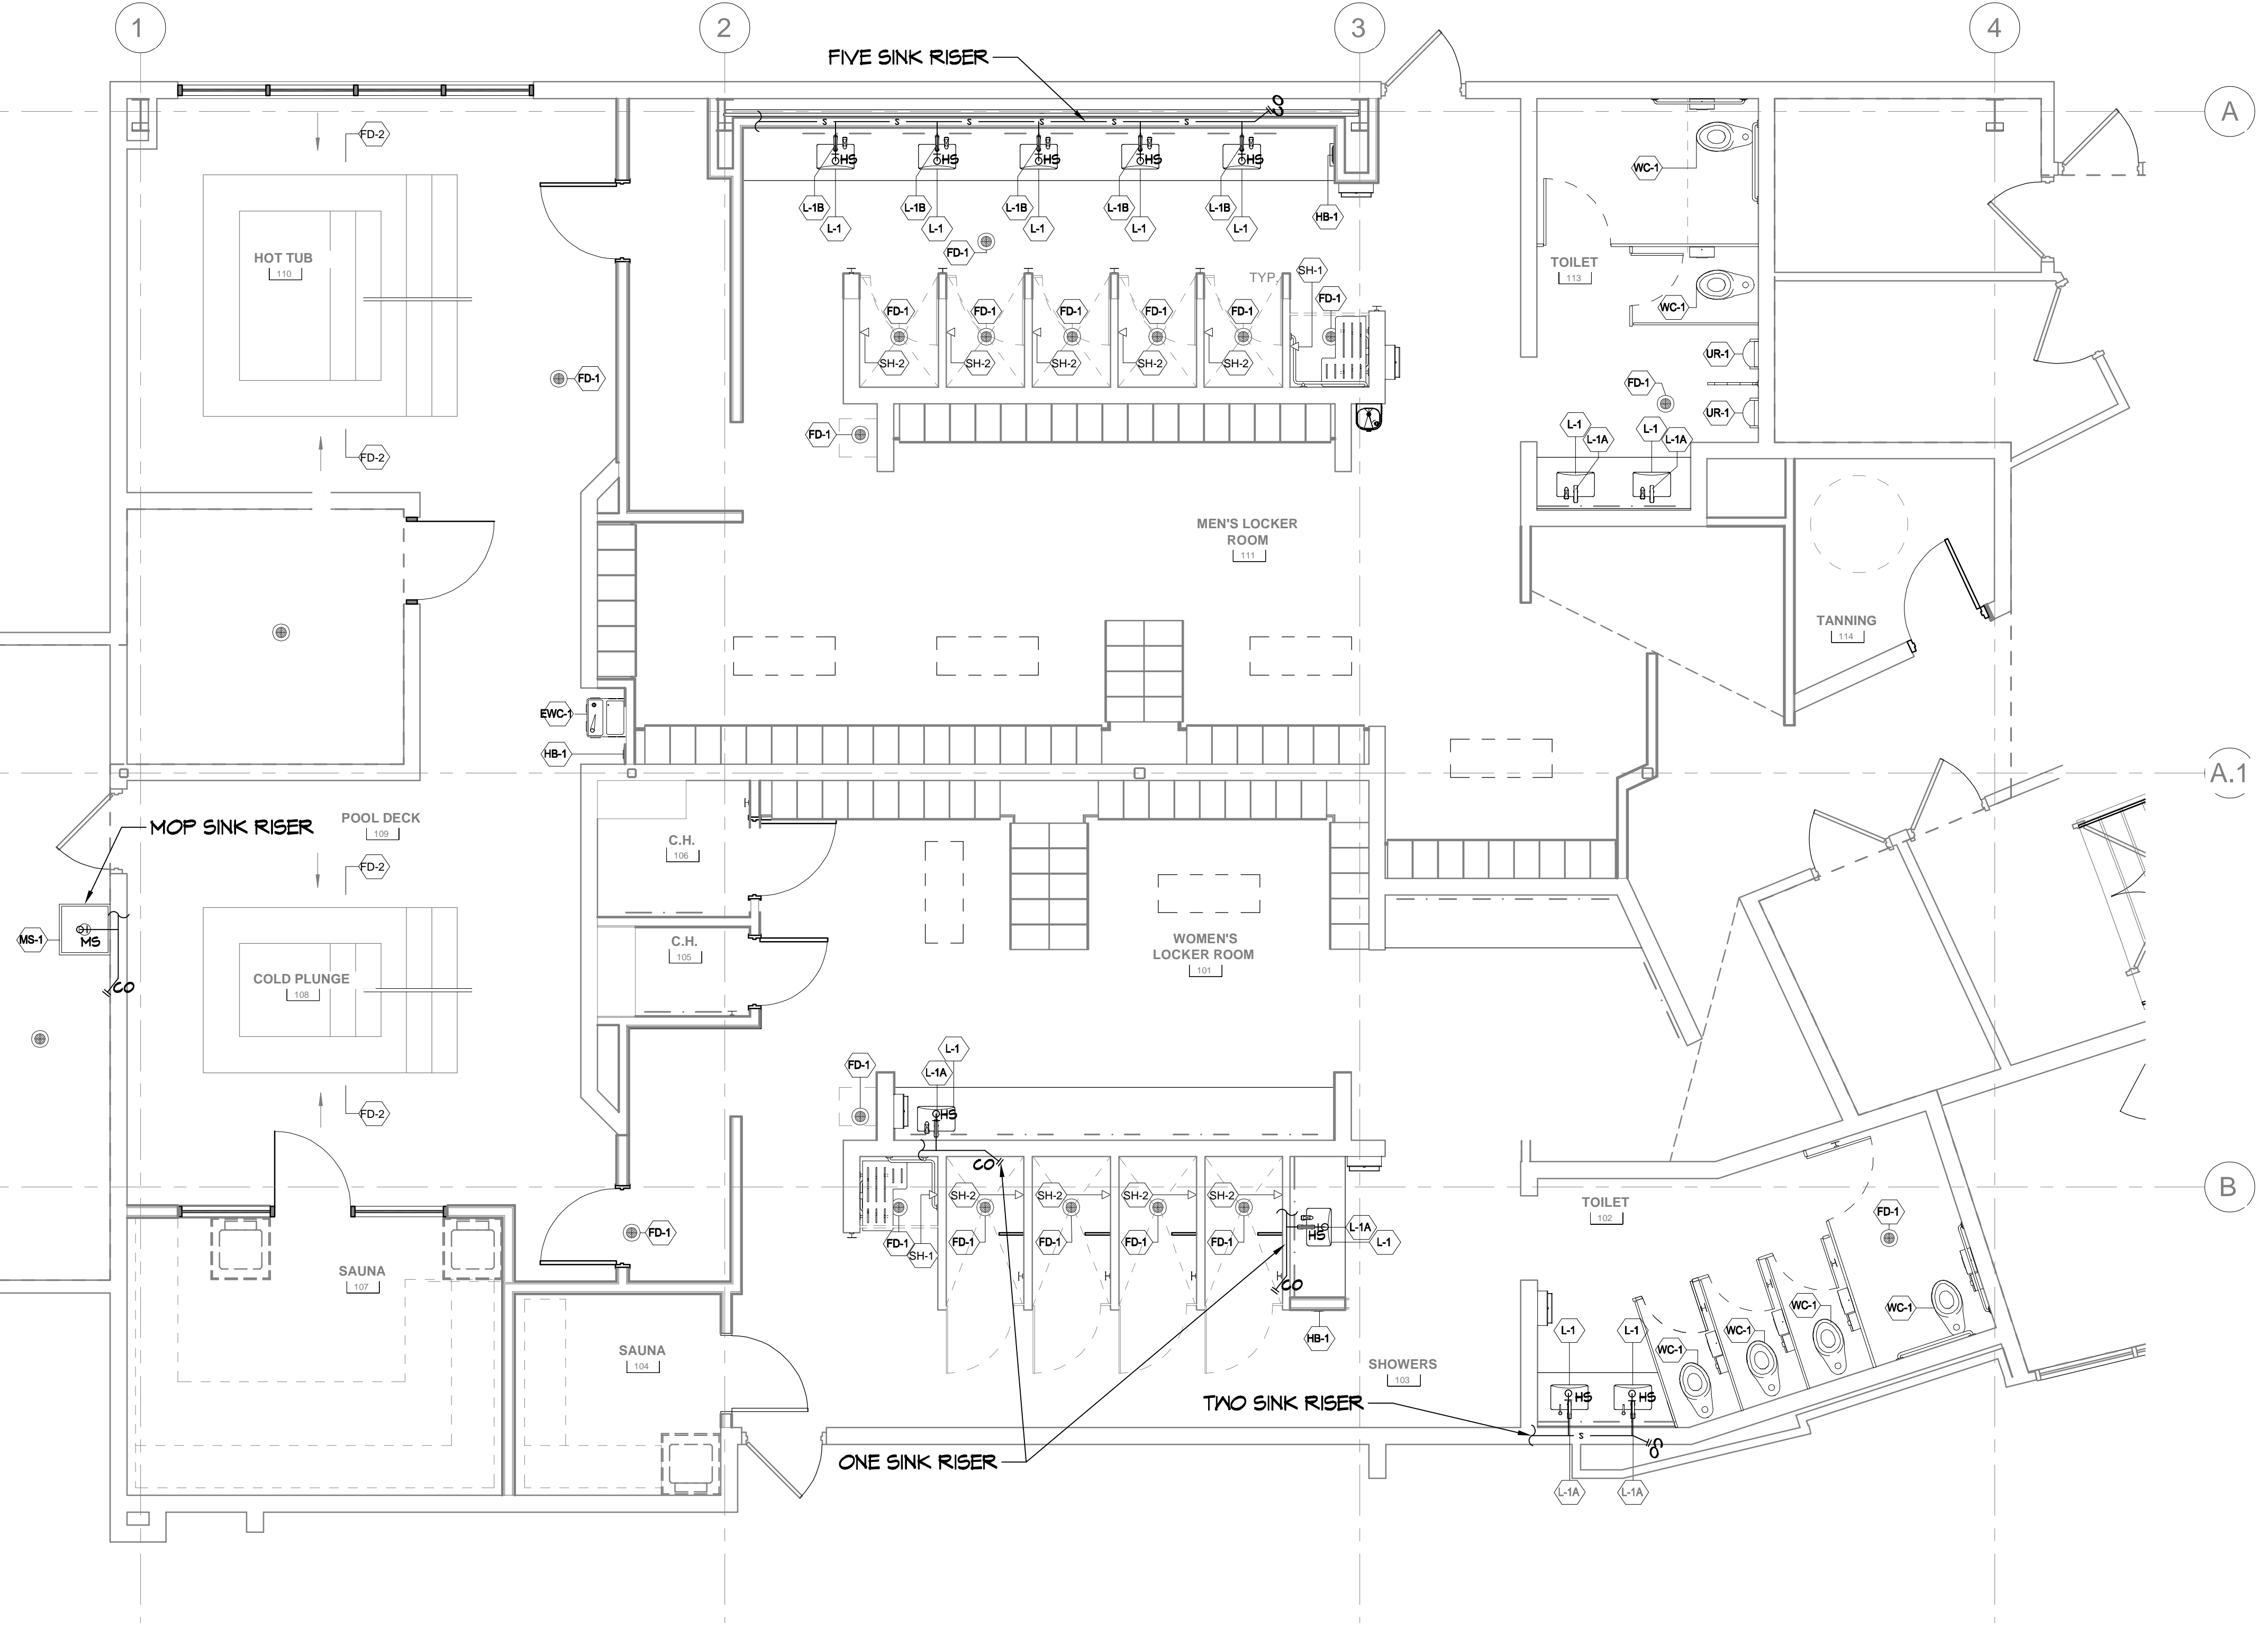 1
2
3
4
FIVE SINK RISER
A
CO
S S S S S S
FD-2
HS HS HS HS HS
WC-1
L-1B L-1B L-1B L-1B L-1B
L-1 L-1 L-1 L-1 L-1
HB-1
FD-1
HOT TUB
110
TOILET
113
TYP.
SH-1
FD-1 FD-1 FD-1 FD-1 FD-1 FD-1
WC-1
SH-2 SH-2 SH-2 SH-2 SH-2
UR-1
FD-1
FD-1
UR-1
FD-1
L-1 L-1
L-1A L-1A
FD-2
MEN'S LOCKER
ROOM
111
TANNING
114
EWC-1
HB-1
A.1
POOL DECK
109
MOP SINK RISER
C.H.
106
FD-2
MS-1
MS
CO
C.H.
105
WOMEN'S
LOCKER ROOM
101
COLD PLUNGE
108
L-1
FD-1
L-1A
HS
FD-2
CO
B
SH-2 SH-2 SH-2 SH-2
TOILET
102
FD-1
FD-1
L-1A
HS
L-1
FD-1 FD-1 FD-1 FD-1 FD-1
SH-1
SAUNA
107
CO
HB-1
WC-1 WC-1 WC-1 WC-1
L-1 L-1
SAUNA
104
SHOWERS
103
TWO SINK RISER
HS HS
S
CO
ONE SINK RISER
L-1A L-1A